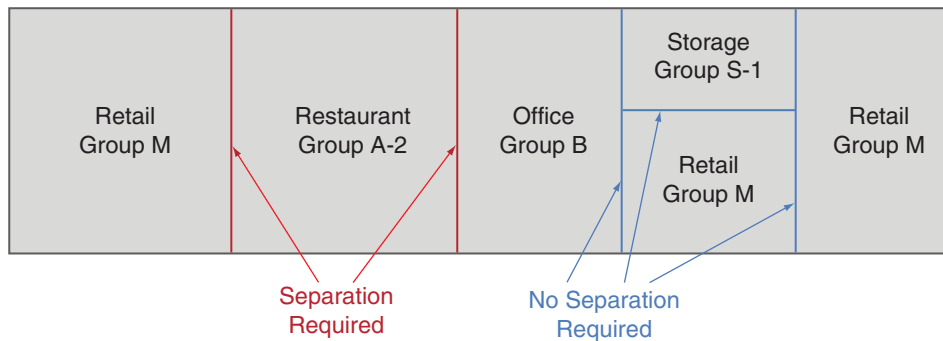 Retail
Group M
Restaurant
Group A-2
Office
Group B
Storage
Group S-1
Retail
Group M
Retail
Group M
Separation
Required
No Separation
Required